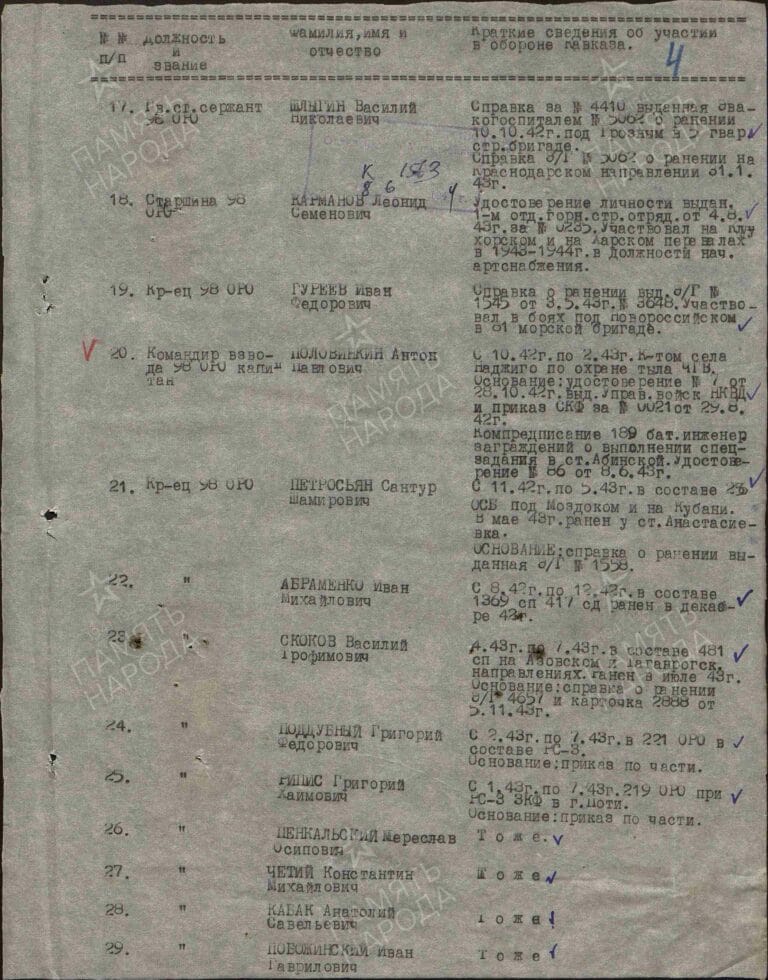 № № Должность Фамилия,имя и Краткие сведения об участии
п/п и отчество в обороне Кавказа.
звание
4
17. Гв.ст.сержант ШЛЫГИН Василий Справка за № 4410 выданная эва-
98 ОРО Николаевич когоспиталем № 5062 о ранении
10.10.42г.под Грозным в 5 гвар.
стр.бригаде.
Справка э/Г № 5062 о ранении на
Краснодарском направлении 31.1.
43г.
18. Старшина 98 КАРМАНОВ Леонид Удостоверение личности выдан.
ОРО Семенович 1-м отд.горн.стр.отряд.от 4.8.
43г.за № 0235.Участвовал на Клу
хорском и на Марском перевалах
в 1943-1944г.в должности нач.
артснабжения.
19. Кр-ец 98 ОРО ГУРЕЕВ Иван Справка о ранении выд.э/Г №
Федорович 1545 от 3.5.43г.№ 3648.Участво-
вал в боях под Новороссийском
в 81 морской бригаде.
20. Командир взво- ПОЛОВИНКИН Антон С 10.42г.по 2.43г.К-том села
да 98 ОРО капи- Павлович Наджиго по охране тыла ЧГВ.
тан Основание:удостоверение № 7 от
28.10.42г.выд.Управ.войск НКВД
и приказ СКФ за № 0021от 29.8.
42г.
Компредписание 189 бат.инженер
заграждений о выполнении спец-
задания в ст.Абинской.Удостове-
рение № 86 от 8.6.43г.
21. Кр-ец 98 ОРО ПЕТРОСЬЯН Сантур С 11.42г.по 5.43г.в составе
Шамирович ОСБ под Моздоком и на Кубани.
В мае 43г.ранен у ст.Анастасие-
вка.
ОСНОВАНИЕ:справка о ранении вы-
данная э/Г № 1558.
22. " АБРАМЕНКО Иван С 8.42г.по 12.42г.в составе
Михайлович 1369 сп 417 сд ранен в декаб-
ре 42г.
23 " СКОКОВ Василий 4.43г.по 7.43г.в составе 481
Трофимович сп на Азовском и Таганрогск.
направлениях.Ранен в июле 43г.
Основание:справка о ранении
э/Г 4657 и карточка 2888 от
5.11.43г.
24. " ПОДДУБНЫЙ Григорий С 2.43г.по 7.43г.в 221 ОРО в
Федорович составе РС-3.
Основание;приказ по части.
25. " РИПИС Григорий С 1.43г.по 7.43г.219 ОРО при
Хаимович РС-3 ЗКФ в г.Поти.
Основание:приказ по части.
26. " ПЕНКАЛЬСКИЙ Мереслав Т о ж е.
Осипович
27. " ЧЕТИЙ Константин Т о ж е
Михайлович
28. " КАБАК Анатолий Т о ж е
Савельевич
29. " ПОБОЖИНСКИЙ Иван Т о ж е
Гаврилович
ПАМЯТЬ НАРОДА